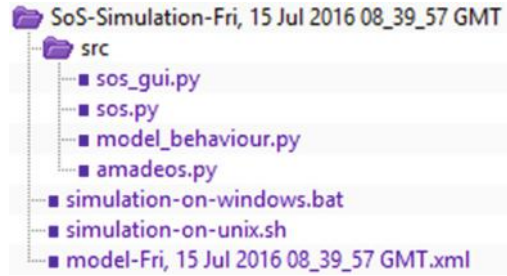 SoS-Simulation-Fri, 15 Jul 2016 08_39_57 GMT
src
sos_gui.py
sos.py
model_behaviour.py
amadeos.py
simulation-on-windows.bat
simulation-on-unix.sh
model-Fri, 15 Jul 2016 08_39_57 GMT.xml